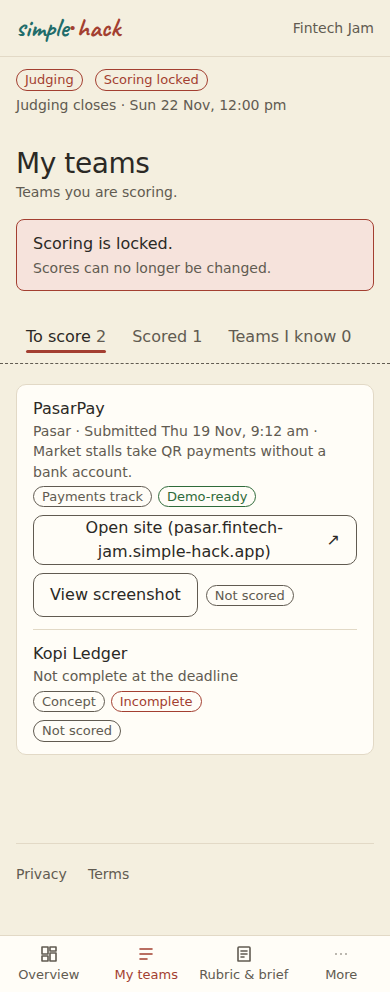 simple·hack
Fintech Jam
Judging
Scoring locked
Judging closes · Sun 22 Nov, 12:00 pm
My teams
Teams you are scoring.
Scoring is locked.
Scores can no longer be changed.
To score 2
Scored 1
Teams I know 0
PasarPay
Pasar · Submitted Thu 19 Nov, 9:12 am ·
Market stalls take QR payments without a
bank account.
Payments track
Demo-ready
Open site (pasar.fintech-
jam.simple-hack.app) ↗
View screenshot
Not scored
Kopi Ledger
Not complete at the deadline
Concept
Incomplete
Not scored
Privacy
Terms
Overview
My teams
Rubric & brief
More